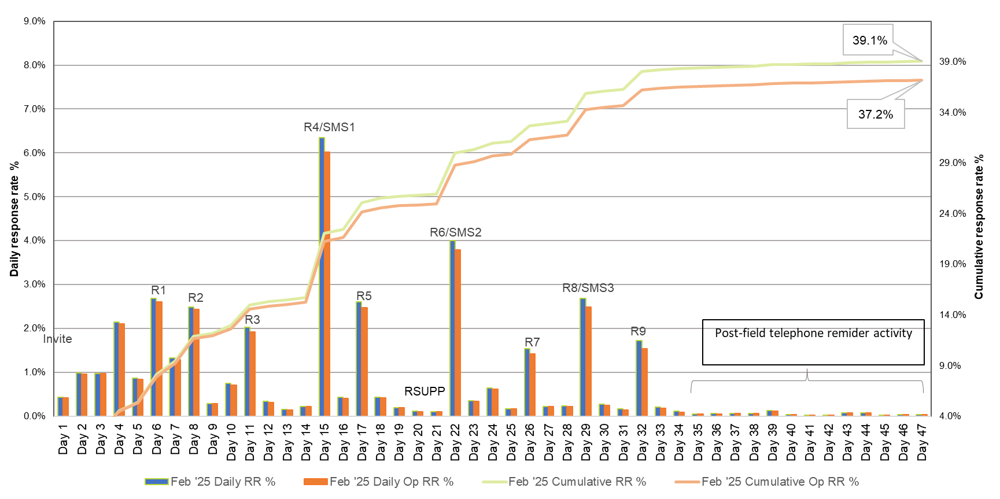 9.0%
8.0%
7.0%
6.0%
5.0%
4.0%
3.0%
2.0%
1.0%
0.0%
Daily response rate %
39.0%
34.0%
29.0%
24.0%
19.0%
14.0%
9.0%
4.0%
Cumulative response rate %
39.1%
37.2%
Invite
R1
R2
R3
R4/SMS1
R5
RSUPP
R6/SMS2
R7
R8/SMS3
R9
Post-field telephone remider activity
Day 1
Day 2
Day 3
Day 4
Day 5
Day 6
Day 7
Day 8
Day 9
Day 10
Day 11
Day 12
Day 13
Day 14
Day 15
Day 16
Day 17
Day 18
Day 19
Day 20
Day 21
Day 22
Day 23
Day 24
Day 25
Day 26
Day 27
Day 28
Day 29
Day 30
Day 31
Day 32
Day 33
Day 34
Day 35
Day 36
Day 37
Day 38
Day 39
Day 40
Day 41
Day 42
Day 43
Day 44
Day 45
Day 46
Day 47
Feb '25 Daily RR %
Feb '25 Daily Op RR %
Feb '25 Cumulative RR %
Feb '25 Cumulative Op RR %